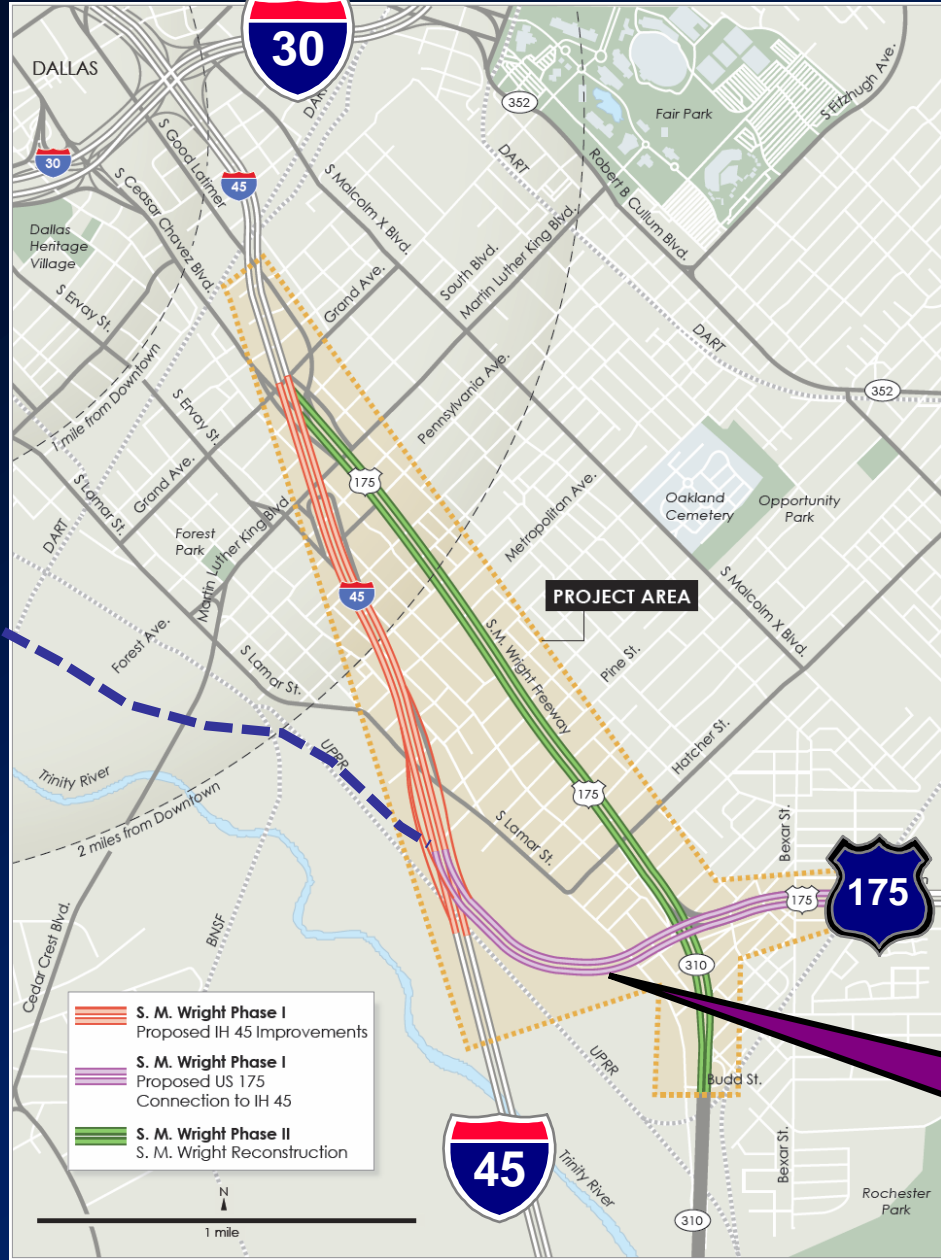 30
DALLAS
DART
352
Fair Park
S Fitzhugh Ave.
S Good Latimer
30
45
S Malcolm X Blvd.
DART
Robert B Cullum Blvd.
S Ceasar Chavez Blvd.
Dallas
Heritage
Village
South Blvd.
Martin Luther King Blvd.
Grand Ave.
S Ervay St.
DART
1 mile from Downtown
Pennsylvania Ave.
352
S Ervay St.
175
Grand Ave.
S Lamar St.
Oakland
Cemetery
Opportunity
Park
Metropolitan Ave.
DART
Forest
Park
Martin Luther King Blvd.
45
PROJECT AREA
S Malcolm X Blvd.
S.M. Wright Freeway
Forest Ave.
S Lamar St.
Pine St.
UPRR
Hatcher St.
Trinity River
2 miles from Downtown
175
S Lamar St.
Bexar St.
175
175
n
Cedar Crest Blvd.
BNSF
310
S. M. Wright Phase I
Proposed IH 45 Improvements
S. M. Wright Phase I
Proposed US 175
Connection to IH 45
S. M. Wright Phase II
S. M. Wright Reconstruction
UPRR
Budd St.
45
Trinity River
Bexar St.
Rochester
Park
N
1 mile
310